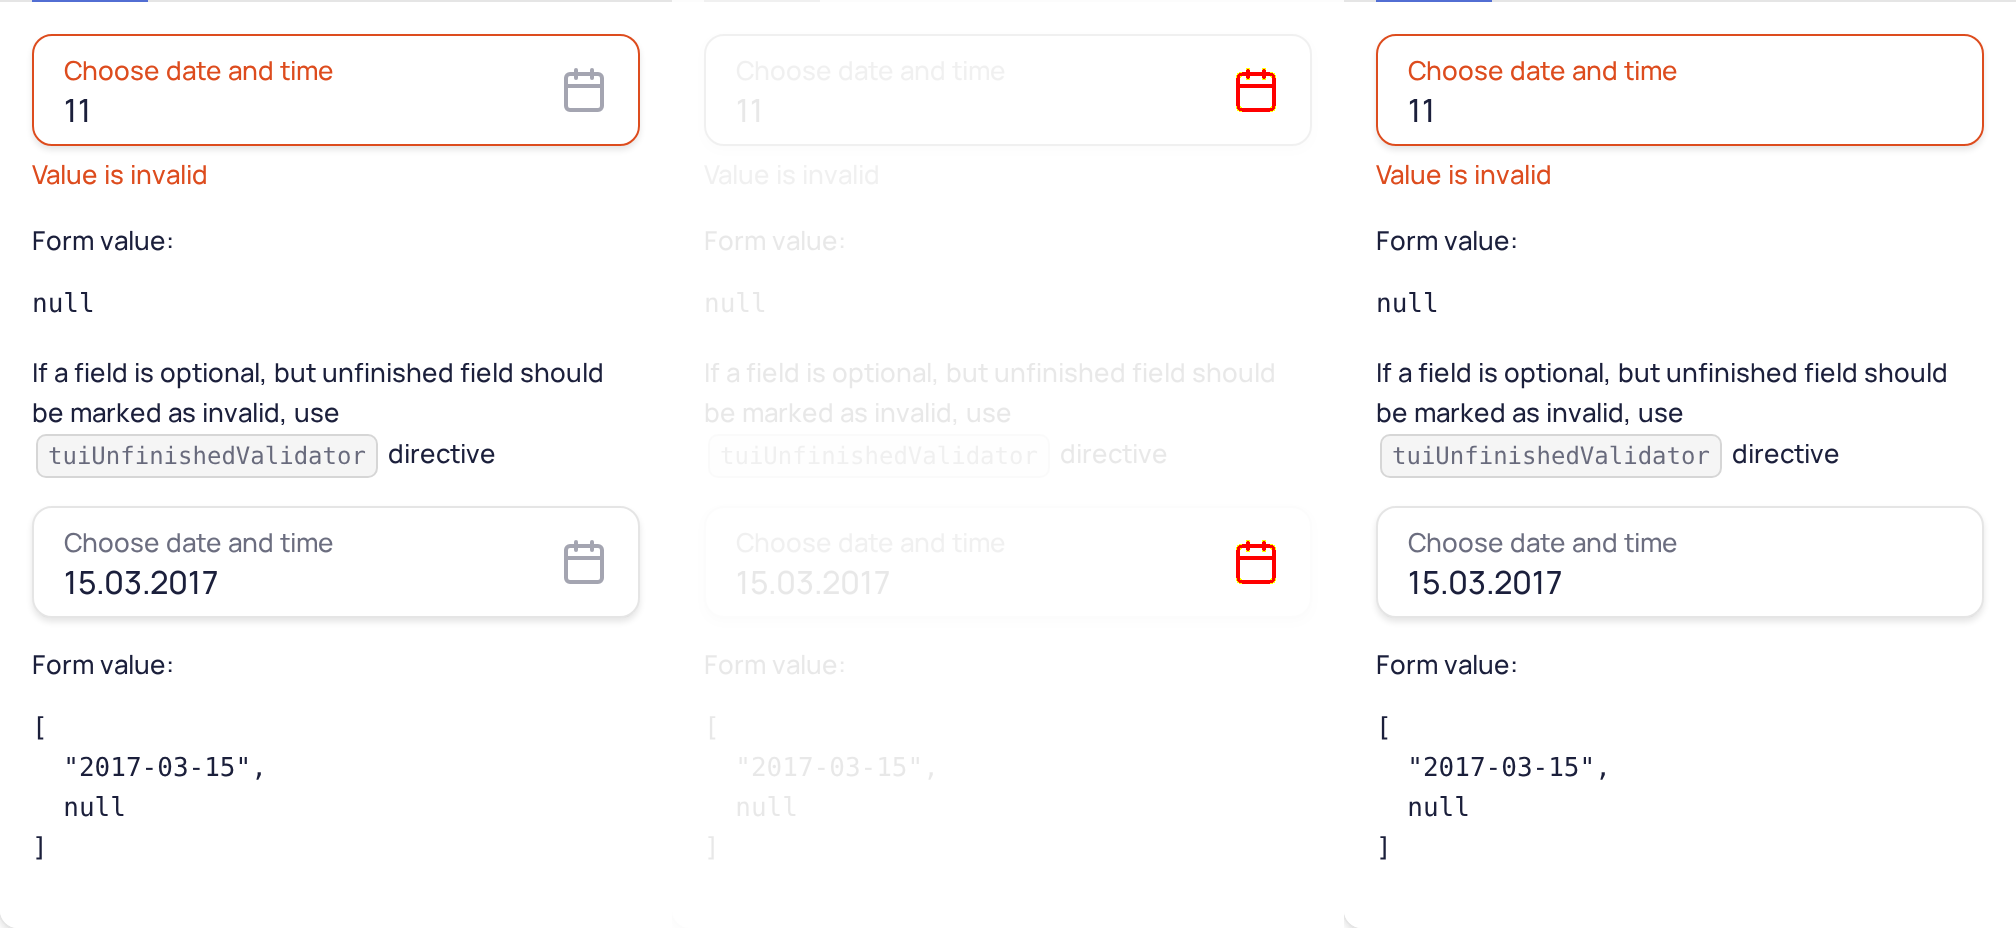 Choose date and time
11
Value is invalid
Form value:
null
If a field is optional, but unfinished field should
be marked as invalid, use
tuiUnfinishedValidator directive
Choose date and time
15.03.2017
Form value:
[
"2017-03-15",
null
]
Choose date and time
11
Value is invalid
Form value:
null
If a field is optional, but unfinished field should
be marked as invalid, use
tuiUnfinishedValidator directive
Choose date and time
15.03.2017
Form value:
[
"2017-03-15",
null
]
Choose date and time
11
Value is invalid
Form value:
null
If a field is optional, but unfinished field should
be marked as invalid, use
tuiUnfinishedValidator directive
Choose date and time
15.03.2017
Form value:
[
"2017-03-15",
null
]